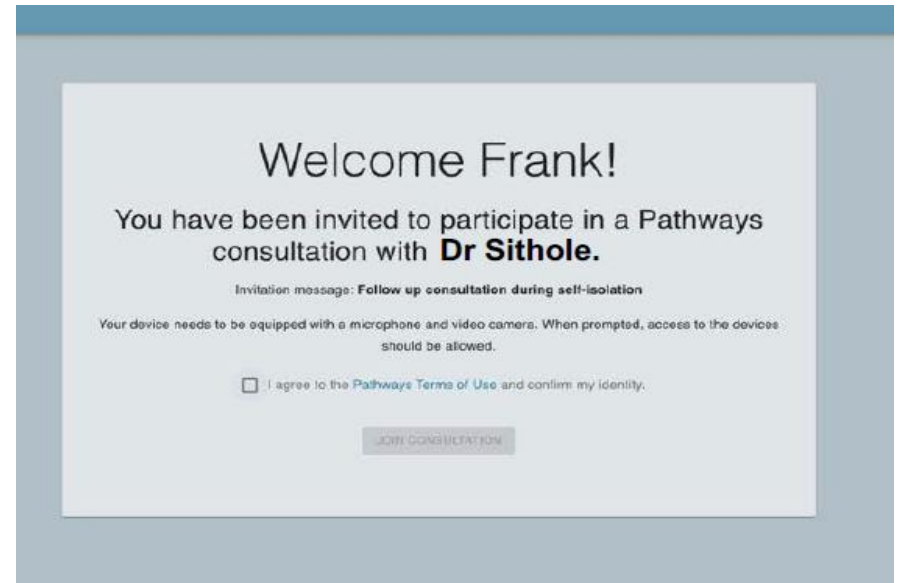 Welcome Frank!
You have been invited to participate in a Pathways
consultation with Dr Sithole.
Invitation message: Follow up consultation during self-isolation
Your device needs to be equipped with a microphone and video camera. When prompted, access to the devices
should be allowed.
I agree to the Pathways Terms of Use and confirm my identity.
JOIN CONSULTATION